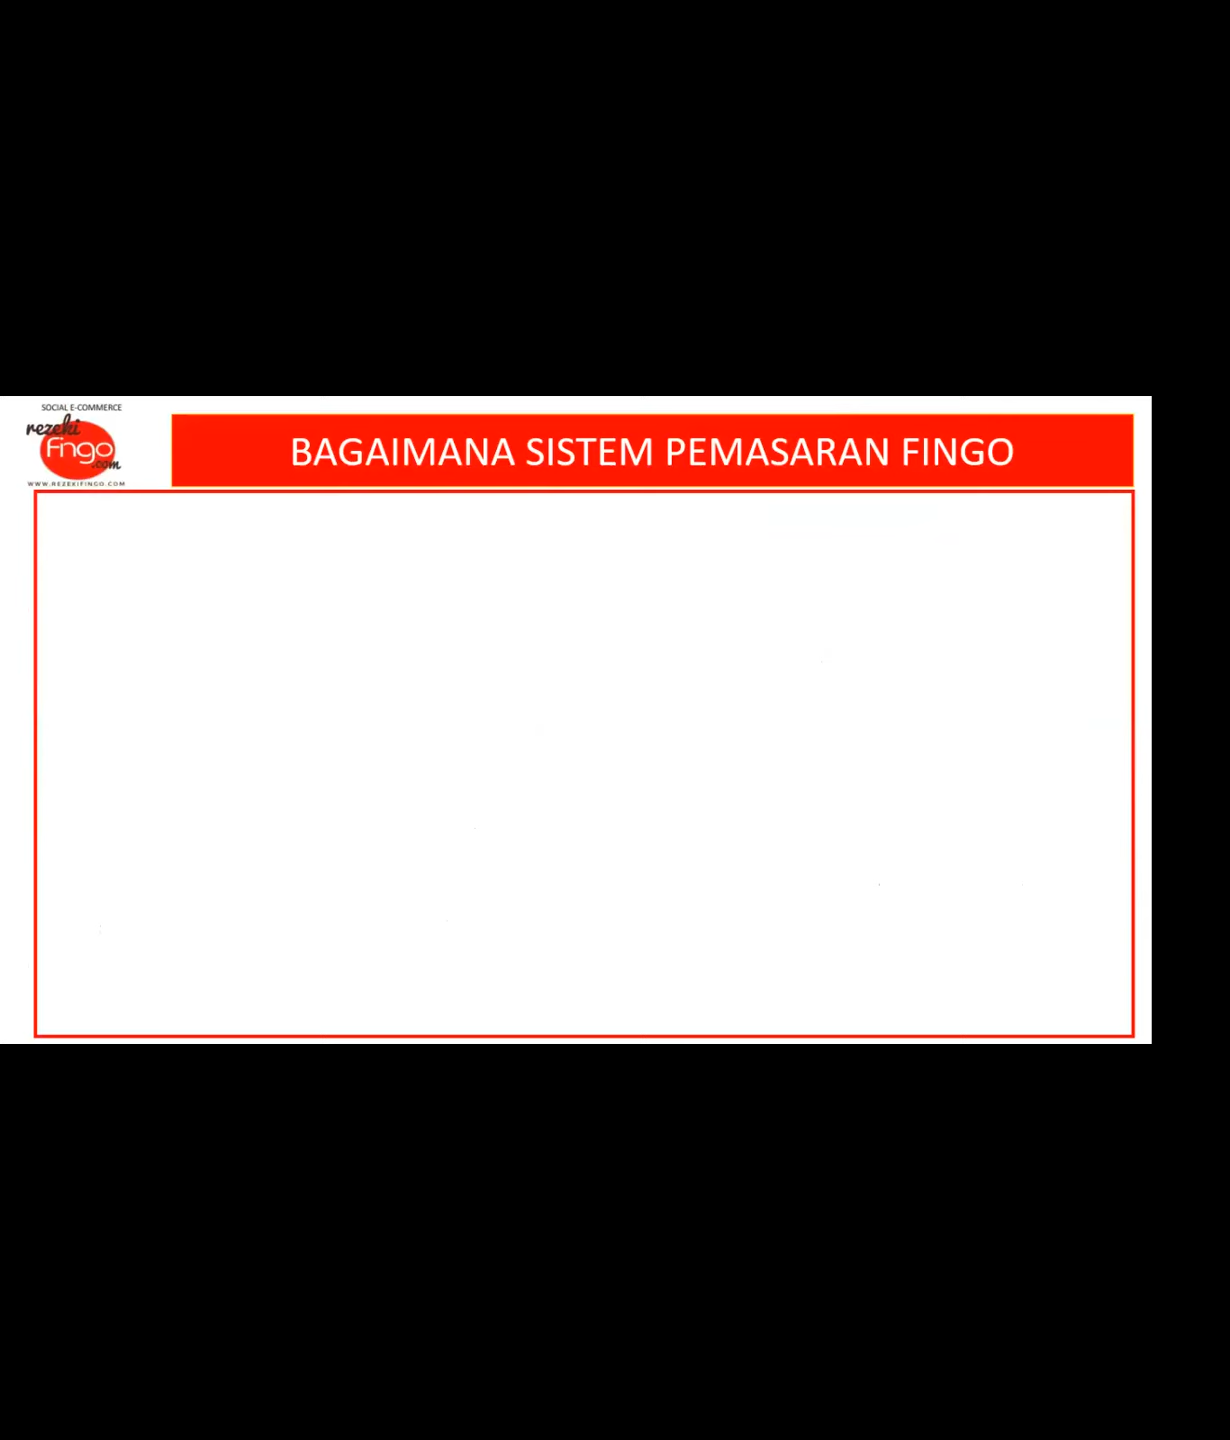 SOCIAL E-COMMERCE
rezeki
Fingo
.com
WWW.REZEKIFINGO.COM
BAGAIMANA SISTEM PEMASARAN FINGO